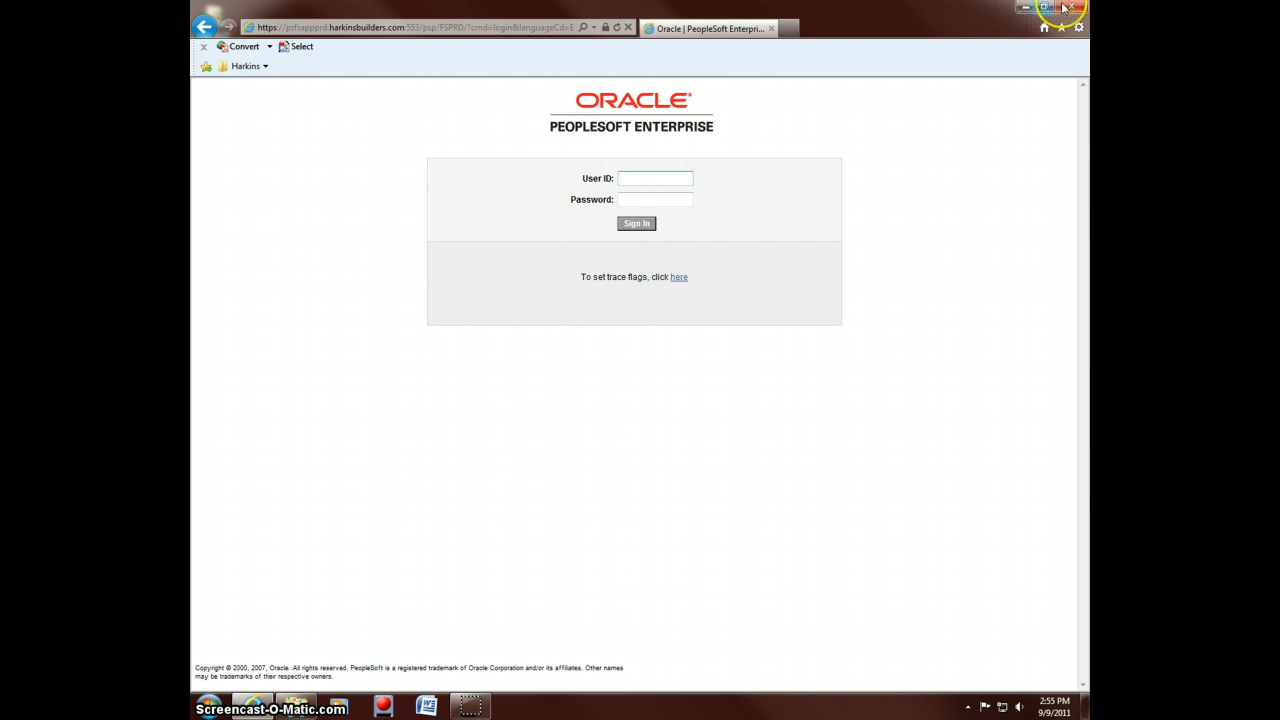 https://psfsappprd.harkinsbuilders.com:553/psp/FSPRD/?cmd=login&languageCd=E
Oracle | PeopleSoft Enterpri...
Convert
Select
Harkins
ORACLE®
PEOPLESOFT ENTERPRISE
User ID:
Password:
Sign In
To set trace flags, click here
Copyright © 2000, 2007, Oracle. All rights reserved. PeopleSoft is a registered trademark of Oracle Corporation and/or its affiliates. Other names
may be trademarks of their respective owners.
Screencast-O-Matic.com
2:55 PM
9/9/2011